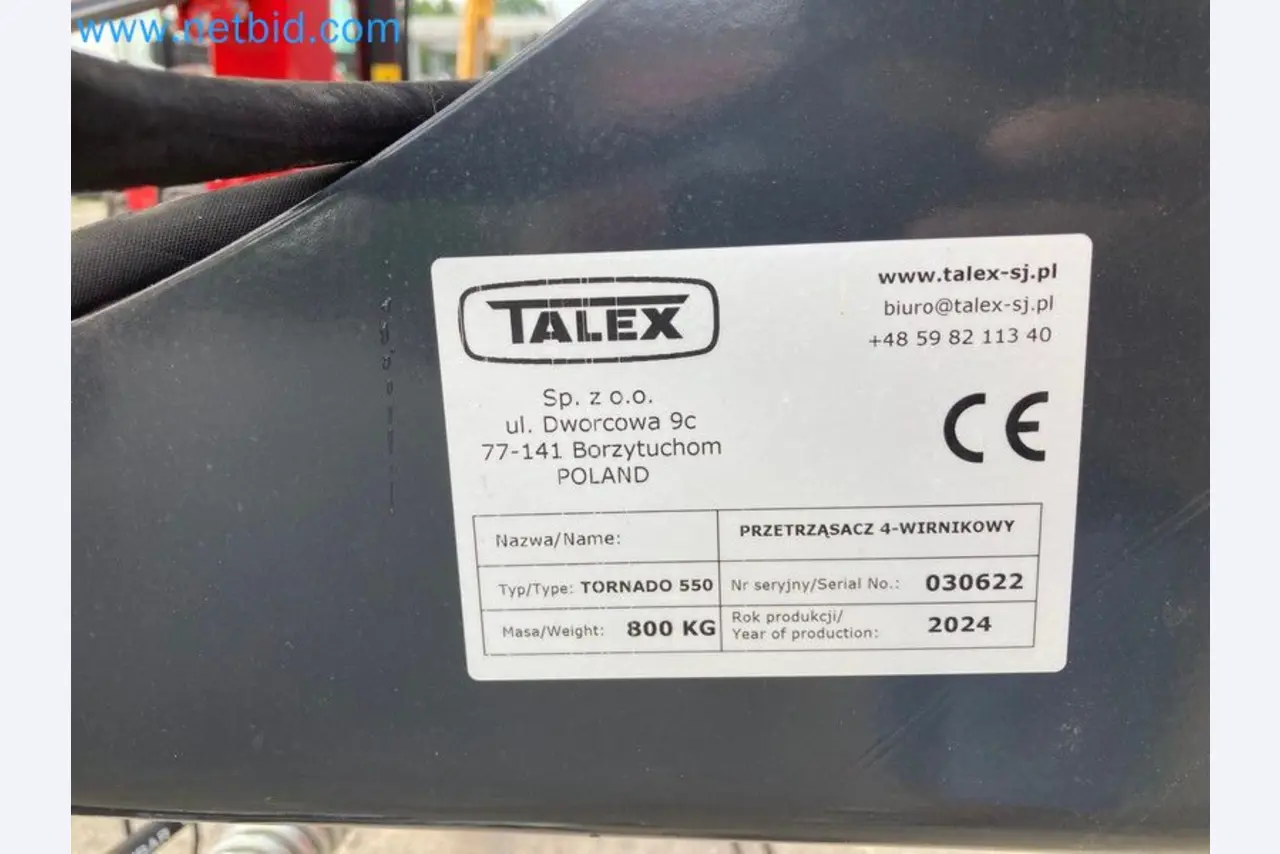 www.netbid.com
TALEX
www.talex-sj.pl
biuro@talex-sj.pl
+48 59 82 113 40
Sp. z o.o.
ul. Dworcowa 9c
77-141 Borzytuchom
POLAND
CE
Nazwa/Name: PRZETRZĄSACZ 4-WIRNIKOWY
Typ/Type: TORNADO 550 Nr seryjny/Serial No.: 030622
Masa/Weight: 800 KG Rok produkcji/
Year of production: 2024